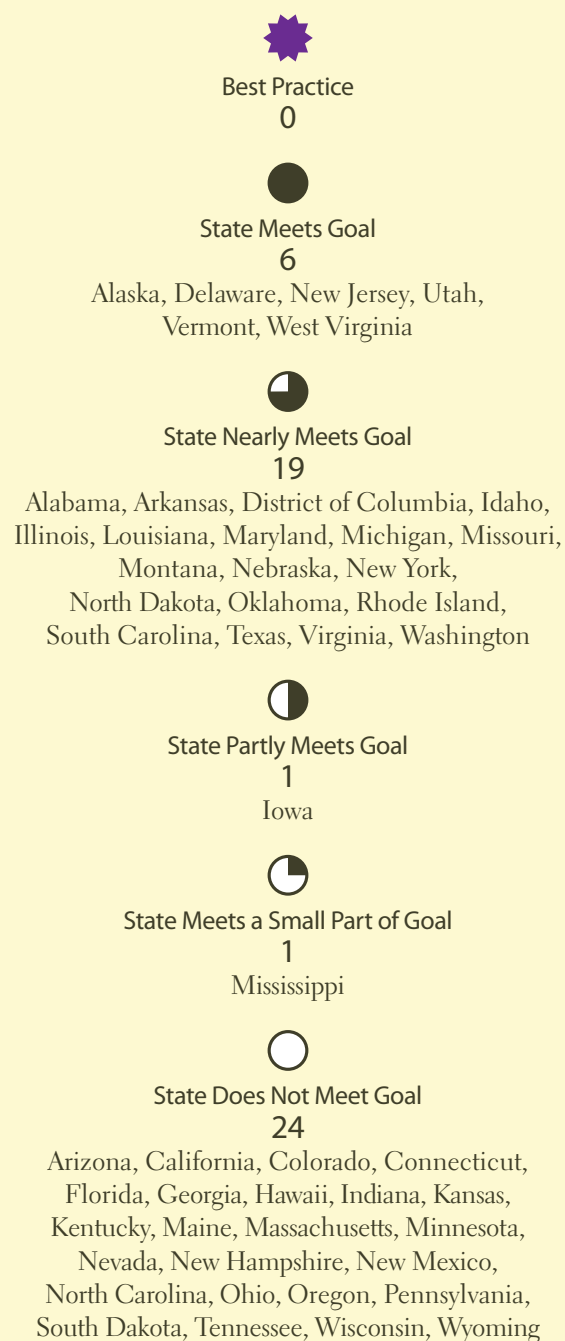 Best Practice
0
State Meets Goal
6
Alaska, Delaware, New Jersey, Utah,
Vermont, West Virginia
State Nearly Meets Goal
19
Alabama, Arkansas, District of Columbia, Idaho,
Illinois, Louisiana, Maryland, Michigan, Missouri,
Montana, Nebraska, New York,
North Dakota, Oklahoma, Rhode Island,
South Carolina, Texas, Virginia, Washington
State Partly Meets Goal
1
Iowa
State Meets a Small Part of Goal
1
Mississippi
State Does Not Meet Goal
24
Arizona, California, Colorado, Connecticut,
Florida, Georgia, Hawaii, Indiana, Kansas,
Kentucky, Maine, Massachusetts, Minnesota,
Nevada, New Hampshire, New Mexico,
North Carolina, Ohio, Oregon, Pennsylvania,
South Dakota, Tennessee, Wisconsin, Wyoming